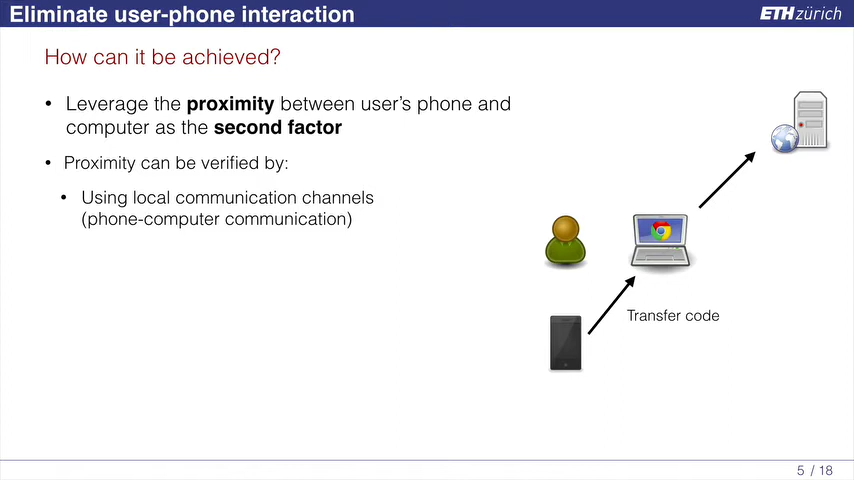 Eliminate user-phone interaction
ETH zürich
How can it be achieved?
• Leverage the proximity between user's phone and
computer as the second factor
• Proximity can be verified by:
• Using local communication channels
(phone-computer communication)
Transfer code
5 / 18